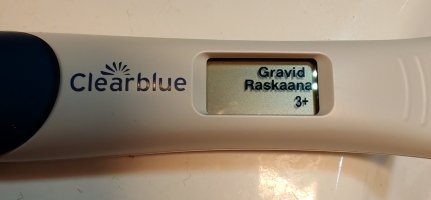 Clearblue
Gravid
Raskaana
3+